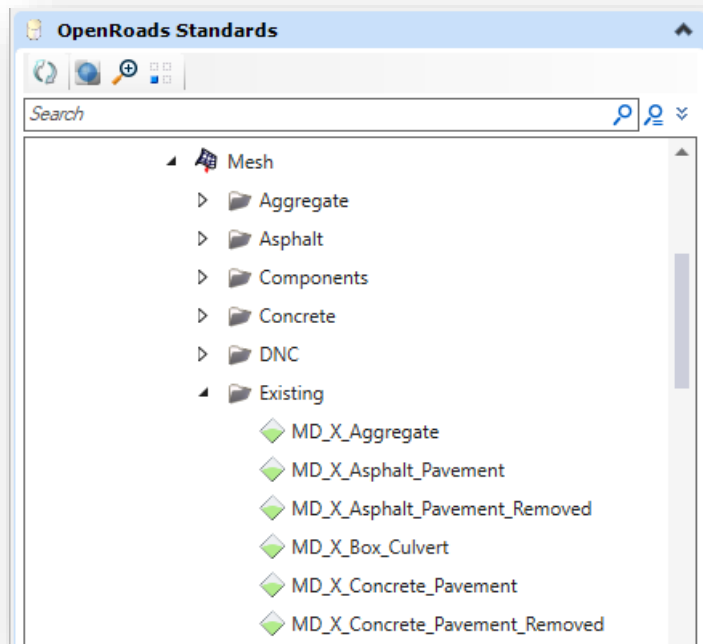 OpenRoads Standards
Search
Mesh
Aggregate
Asphalt
Components
Concrete
DNC
Existing
MD_X_Aggregate
MD_X_Asphalt_Pavement
MD_X_Asphalt_Pavement_Removed
MD_X_Box_Culvert
MD_X_Concrete_Pavement
MD_X_Concrete_Pavement_Removed